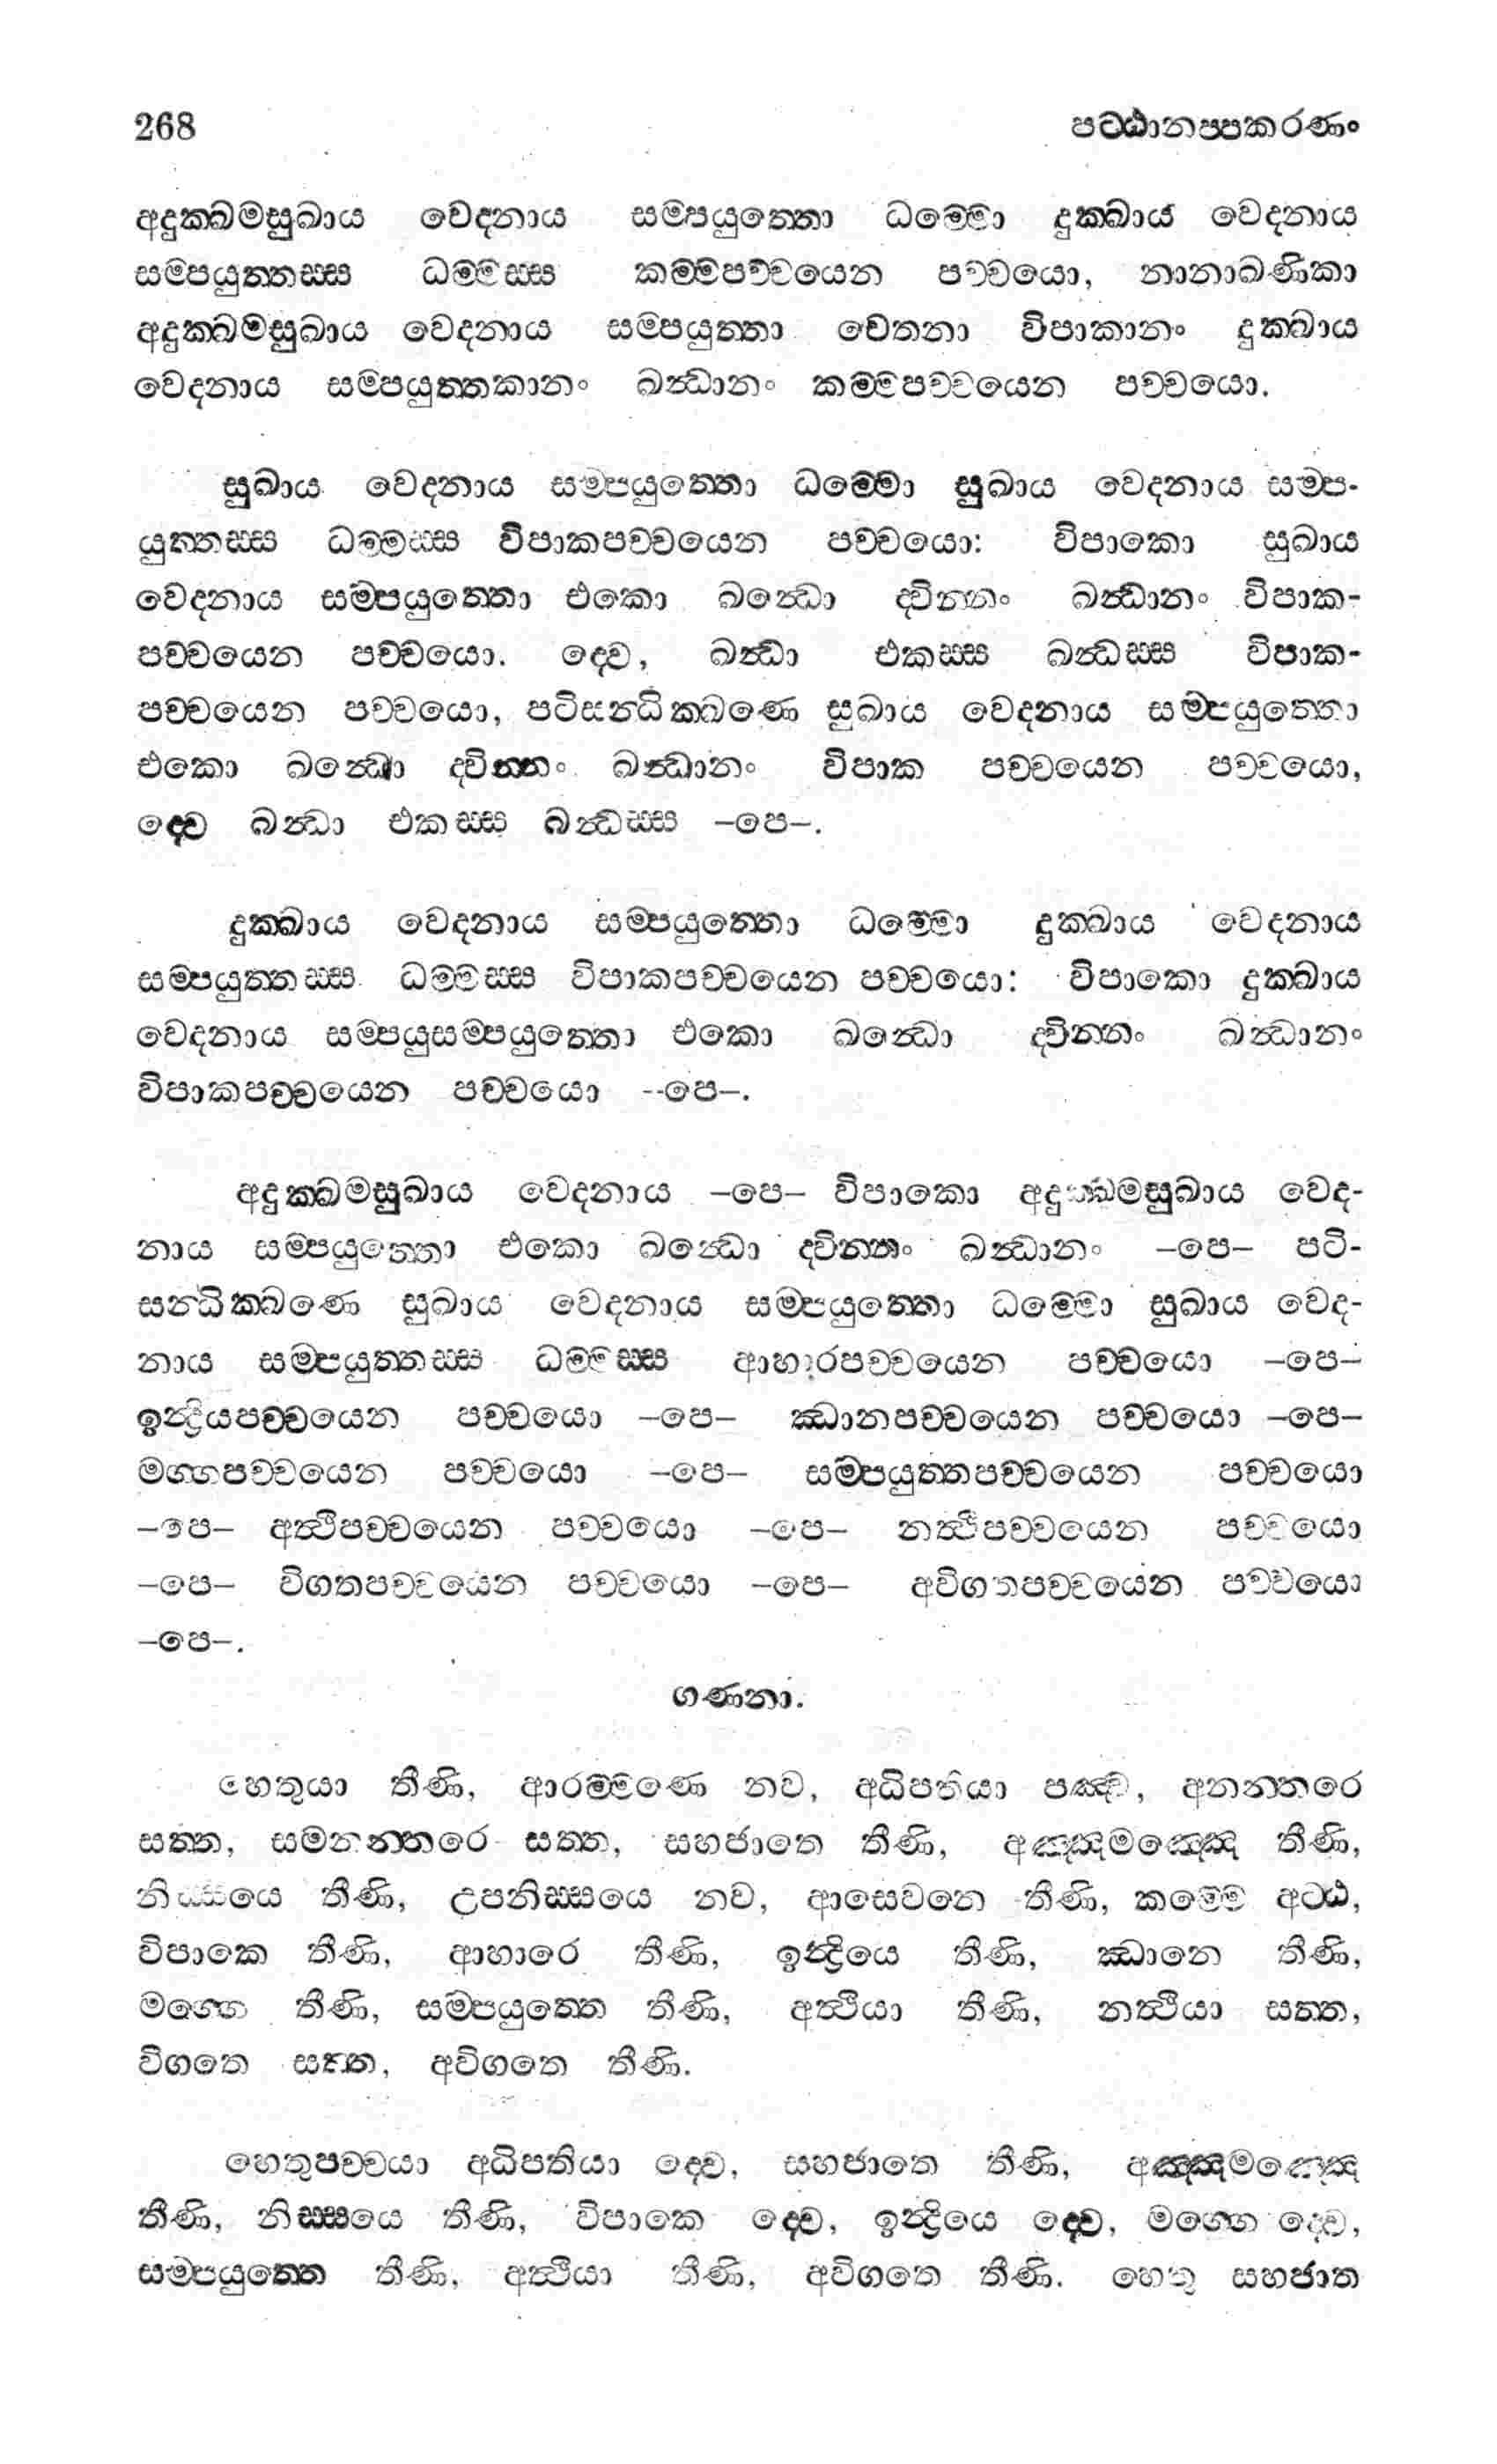 268 පට්ඨානප්පකරණං
අදුක්ඛමසුඛාය වෙදනාය සම්පයුත්තො ධම්මො දුක්ඛාය වෙදනාය
සම්පයුත්තස්ස ධම්මස්ස කම්මපච්චයෙන පච්චයො, නානාඛණිකා
අදුක්ඛමසුඛාය වෙදනාය සම්පයුත්තා චෙතනා විපාකානං දුක්ඛාය
වෙදනාය සම්පයුත්තකානං ඛන්ධානං කම්මපච්චයෙන පච්චයො.
සුඛාය වෙදනාය සම්පයුත්තො ධම්මො සුඛාය වෙදනාය සම්ප-
යුත්තස්ස ධම්මස්ස විපාකපච්චයෙන පච්චයො: විපාකො සුඛාය
වෙදනාය සම්පයුත්තො එකො ඛන්ධො ද්වින්නං ඛන්ධානං විපාක-
පච්චයෙන පච්චයො. ද්වෙ, ඛන්ධා එකස්ස ඛන්ධස්ස විපාක-
පච්චයෙන පච්චයො, පටිසන්ධික්ඛණෙ සුඛාය වෙදනාය සම්පයුත්තො
එකො ඛන්ධො ද්වින්නං ඛන්ධානං විපාක පච්චයෙන පච්චයො,
ද්වෙ ඛන්ධා එකස්ස ඛන්ධස්ස –පෙ–.
දුක්ඛාය වෙදනාය සම්පයුත්තො ධම්මො දුක්ඛාය වෙදනාය
සම්පයුත්තස්ස ධම්මස්ස විපාකපච්චයෙන පච්චයො: විපාකො දුක්ඛාය
වෙදනාය සම්පයුසම්පයුත්තො එකො ඛන්ධො ද්වින්නං ඛන්ධානං
විපාකපච්චයෙන පච්චයො --පෙ–.
අදුක්ඛමසුඛාය වෙදනාය –පෙ– විපාකො අදුක්ඛමසුඛාය වෙද-
නාය සම්පයුත්තො එකො ඛන්ධො ද්වින්නං ඛන්ධානං –පෙ– පටි-
සන්ධික්ඛණෙ සුඛාය වෙදනාය සම්පයුත්තො ධම්මො සුඛාය වෙද-
නාය සම්පයුත්තස්ස ධම්මස්ස ආහාරපච්චයෙන පච්චයො –පෙ–
ඉන්ද්‍රියපච්චයෙන පච්චයො –පෙ– ඣානපච්චයෙන පච්චයො –පෙ–
මග්ගපච්චයෙන පච්චයො –පෙ– සම්පයුත්තපච්චයෙන පච්චයො
–පෙ– අත්ථිපච්චයෙන පච්චයො –පෙ– නත්ථිපච්චයෙන පච්චයො
–පෙ– විගතපච්චයෙන පච්චයො –පෙ– අවිගතපච්චයෙන පච්චයො
–පෙ–.
ගණනා.
හෙතුයා තීණි, ආරම්මණෙ නව, අධිපතියා පඤ්ච, අනන්තරෙ
සත්ත, සමනන්තරෙ සත්ත, සහජාතෙ තීණි, අඤ්ඤමඤ්ඤෙ තීණි,
නිස්සයෙ තීණි, උපනිස්සයෙ නව, ආසෙවනෙ තීණි, කම්මෙ අට්ඨ,
විපාකෙ තීණි, ආහාරෙ තීණි, ඉන්ද්‍රියෙ තීණි, ඣානෙ තීණි,
මග්ගෙ තීණි, සම්පයුත්තෙ තීණි, අත්ථියා තීණි, නත්ථියා සත්ත,
විගතෙ සත්ත, අවිගතෙ තීණි.
හෙතුපච්චයා අධිපතියා ද්වෙ, සහජාතෙ තීණි, අඤ්ඤමඤ්ඤෙ
තීණි, නිස්සයෙ තීණි, විපාකෙ ද්වෙ, ඉන්ද්‍රියෙ ද්වෙ, මග්ගෙ ද්වෙ,
සම්පයුත්තෙ තීණි, අත්ථියා තීණි, අවිගතෙ තීණි. හෙතු සහජාත